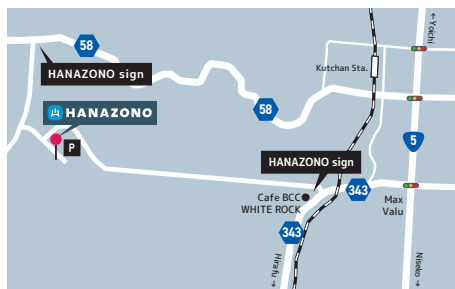 ←Yoichi
58
HANAZONO sign
Kutchan Sta.
HANAZONO
58
P
5
HANAZONO sign
343
Cafe BCC
WHITE ROCK
Max
Valu
343
Hirafu →
Niseko→